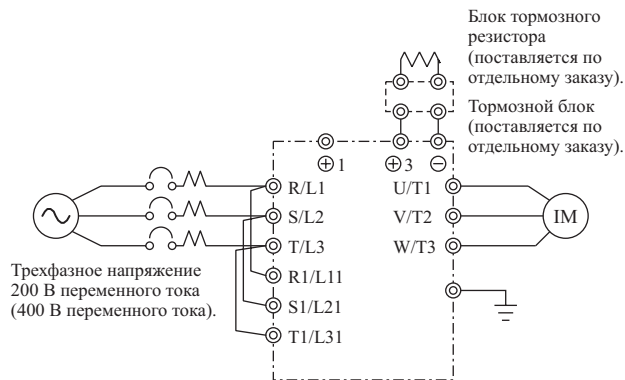 Блок тормозного
резистора
(поставляется по
отдельному заказу).
Тормозной блок
(поставляется по
отдельному заказу).
⊕1
⊕3
⊖
R/L1
U/T1
S/L2
V/T2
IM
T/L3
W/T3
R1/L11
S1/L21
T1/L31
Трехфазное напряжение
200 В переменного тока
(400 В переменного тока).